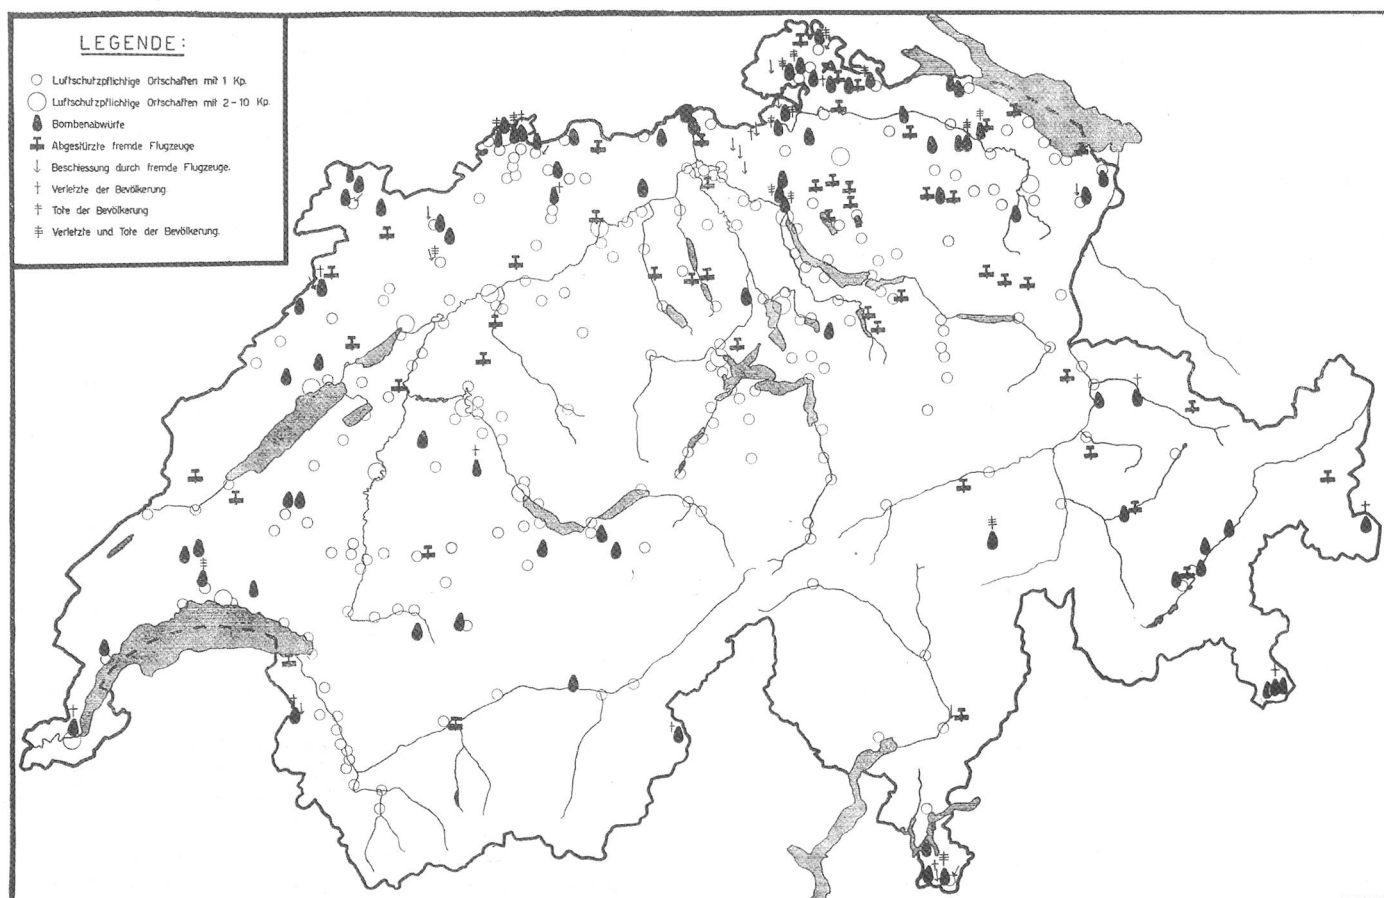 LEGENDE:
Luftschutzpflichtige Ortschaften mit 1 Kp.
Luftschutzpflichtige Ortschaften mit 2-10 Kp.
Bombenabwürfe
Abgestürzte fremde Flugzeuge
Beschiessung durch fremde Flugzeuge.
Verletzte der Bevölkerung
Tote der Bevölkerung
Verletzte und Tote der Bevölkerung.